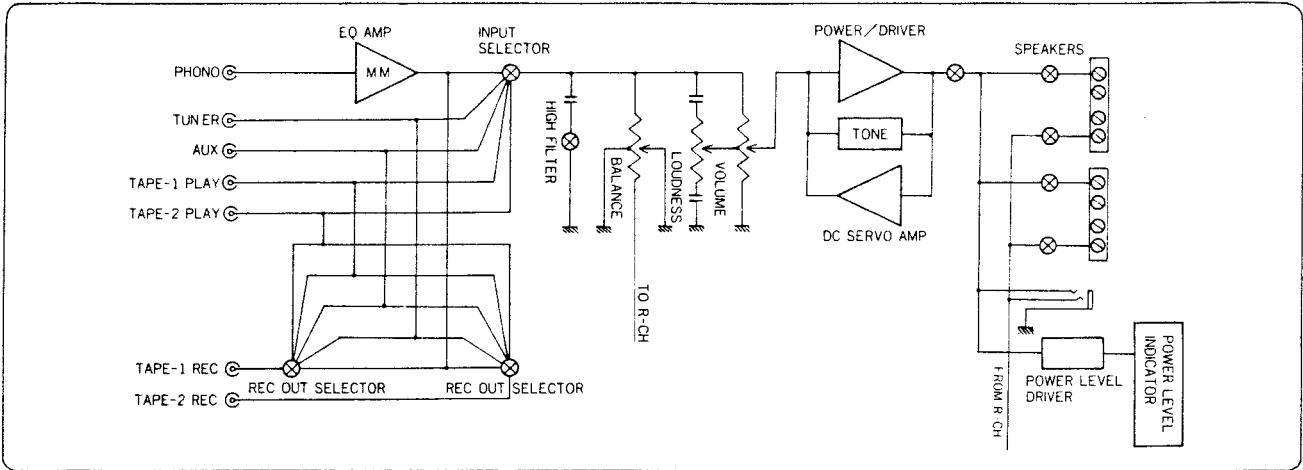 EQ AMP
INPUT
SELECTOR
POWER/DRIVER
SPEAKERS
PHONO
MM
TUNER
AUX
TAPE-1 PLAY
TAPE-2 PLAY
HIGH FILTER
BALANCE
LOUDNESS
VOLUME
TONE
DC SERVO AMP
TO R-CH
TAPE-1 REC
REC OUT SELECTOR
REC OUT SELECTOR
TAPE-2 REC
FROM R-CH
POWER LEVEL
DRIVER
POWER LEVEL
INDICATOR